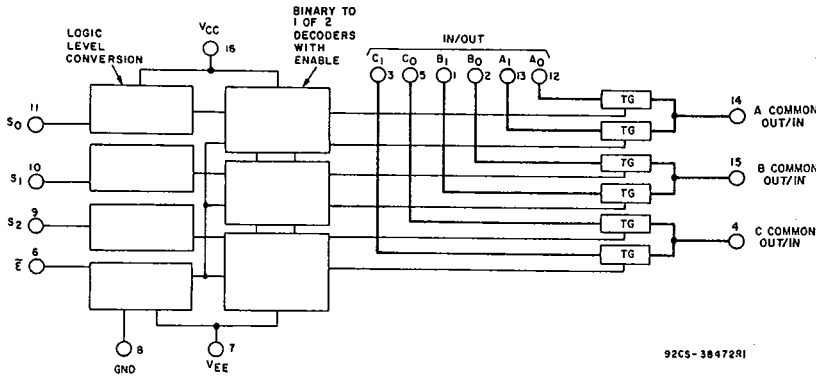 LOGIC
LEVEL
CONVERSION
VCC
16
BINARY TO
1 OF 2
DECODERS
WITH
ENABLE
IN/OUT
C1 C0 B1 B0 A1 A0
3 5 1 2 13 12
11
S0
10
S1
9
S2
6
E̅
8
GND
7
VEE
TG
TG
TG
TG
TG
TG
14
A COMMON
OUT/IN
15
B COMMON
OUT/IN
4
C COMMON
OUT/IN
92CS-38472R1